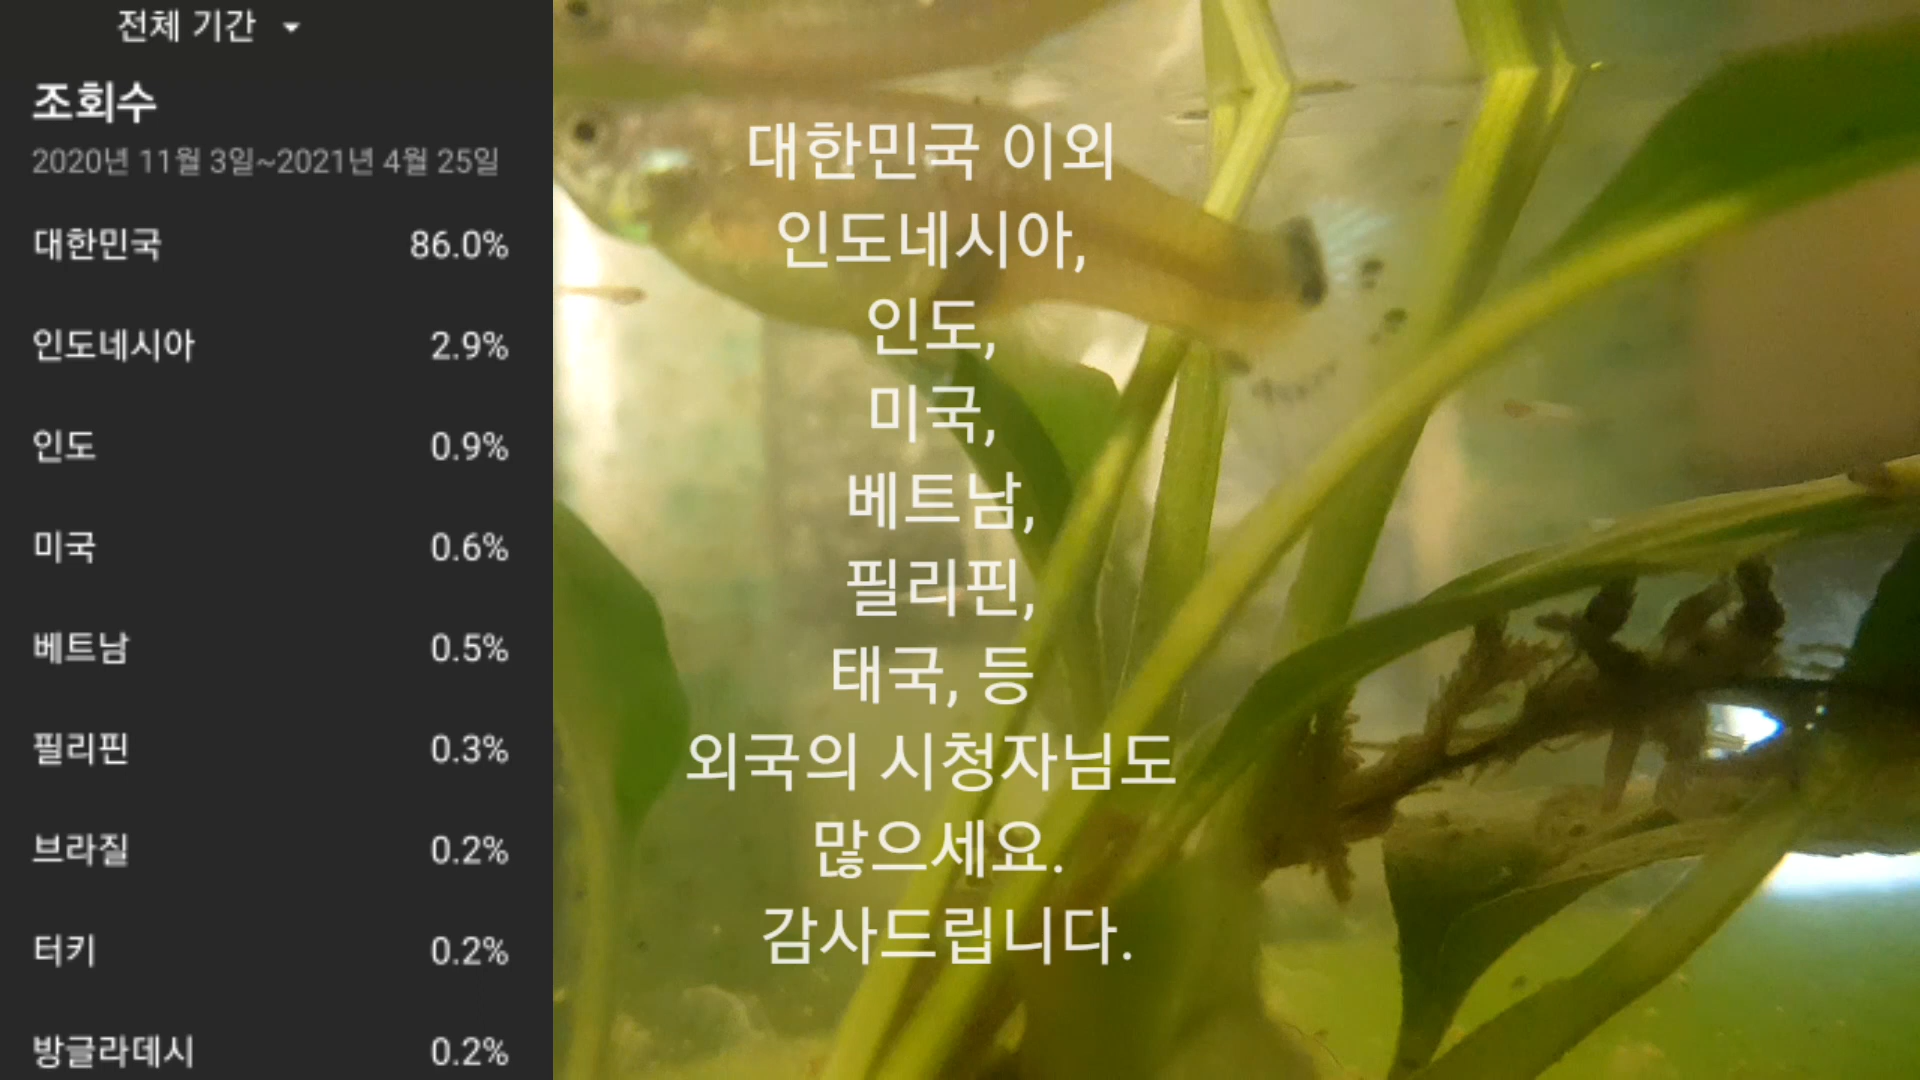 전체 기간
조회수
2020년 11월 3일~2021년 4월 25일
대한민국 86.0%
인도네시아 2.9%
인도 0.9%
미국 0.6%
베트남 0.5%
필리핀 0.3%
브라질 0.2%
터키 0.2%
방글라데시 0.2%
대한민국 이외
인도네시아,
인도,
미국,
베트남,
필리핀,
태국, 등
외국의 시청자님도
많으세요.
감사드립니다.